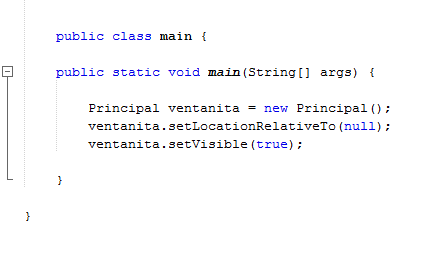 public class main {
public static void main(String[] args) {
Principal ventanita = new Principal();
ventanita.setLocationRelativeTo(null);
ventanita.setVisible(true);
}
}